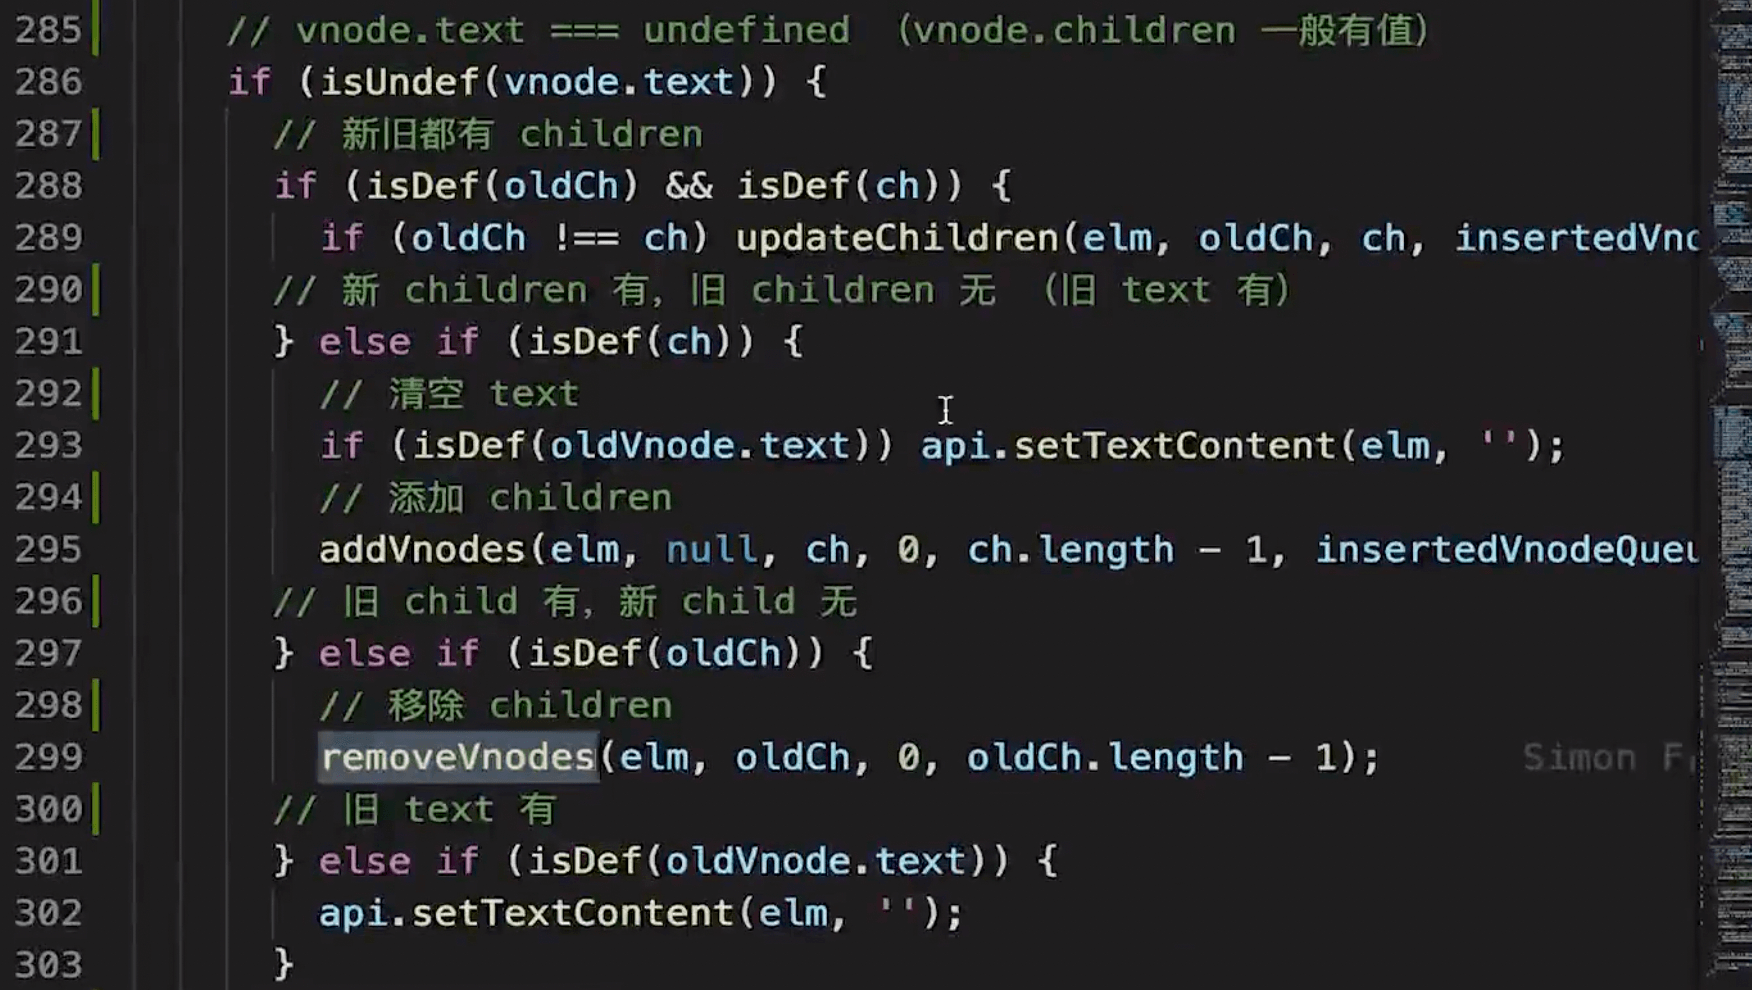 285 // vnode.text === undefined （vnode.children 一般有值）
286 if (isUndef(vnode.text)) {
287 // 新旧都有 children
288 if (isDef(oldCh) && isDef(ch)) {
289 if (oldCh !== ch) updateChildren(elm, oldCh, ch, insertedVno
290 // 新 children 有，旧 children 无 （旧 text 有）
291 } else if (isDef(ch)) {
292 // 清空 text
293 if (isDef(oldVnode.text)) api.setTextContent(elm, '');
294 // 添加 children
295 addVnodes(elm, null, ch, 0, ch.length - 1, insertedVnodeQueu
296 // 旧 child 有，新 child 无
297 } else if (isDef(oldCh)) {
298 // 移除 children
299 removeVnodes(elm, oldCh, 0, oldCh.length - 1); Simon F
300 // 旧 text 有
301 } else if (isDef(oldVnode.text)) {
302 api.setTextContent(elm, '');
303 }